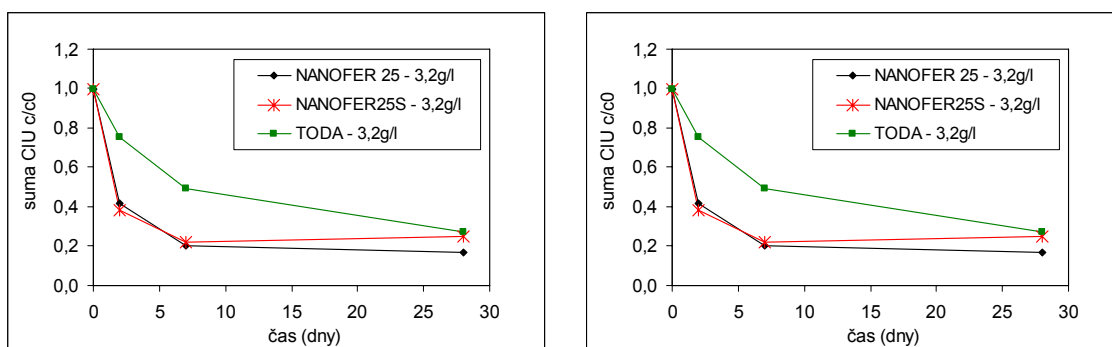 1,2
1,0
0,8
0,6
0,4
0,2
0,0
suma ClU c/c0
NANOFER 25 - 3,2g/l
NANOFER25S - 3,2g/l
TODA - 3,2g/l
0 5 10 15 20 25 30
čas (dny)
1,2
1,0
0,8
0,6
0,4
0,2
0,0
suma ClU c/c0
NANOFER 25 - 3,2g/l
NANOFER25S - 3,2g/l
TODA - 3,2g/l
0 5 10 15 20 25 30
čas (dny)